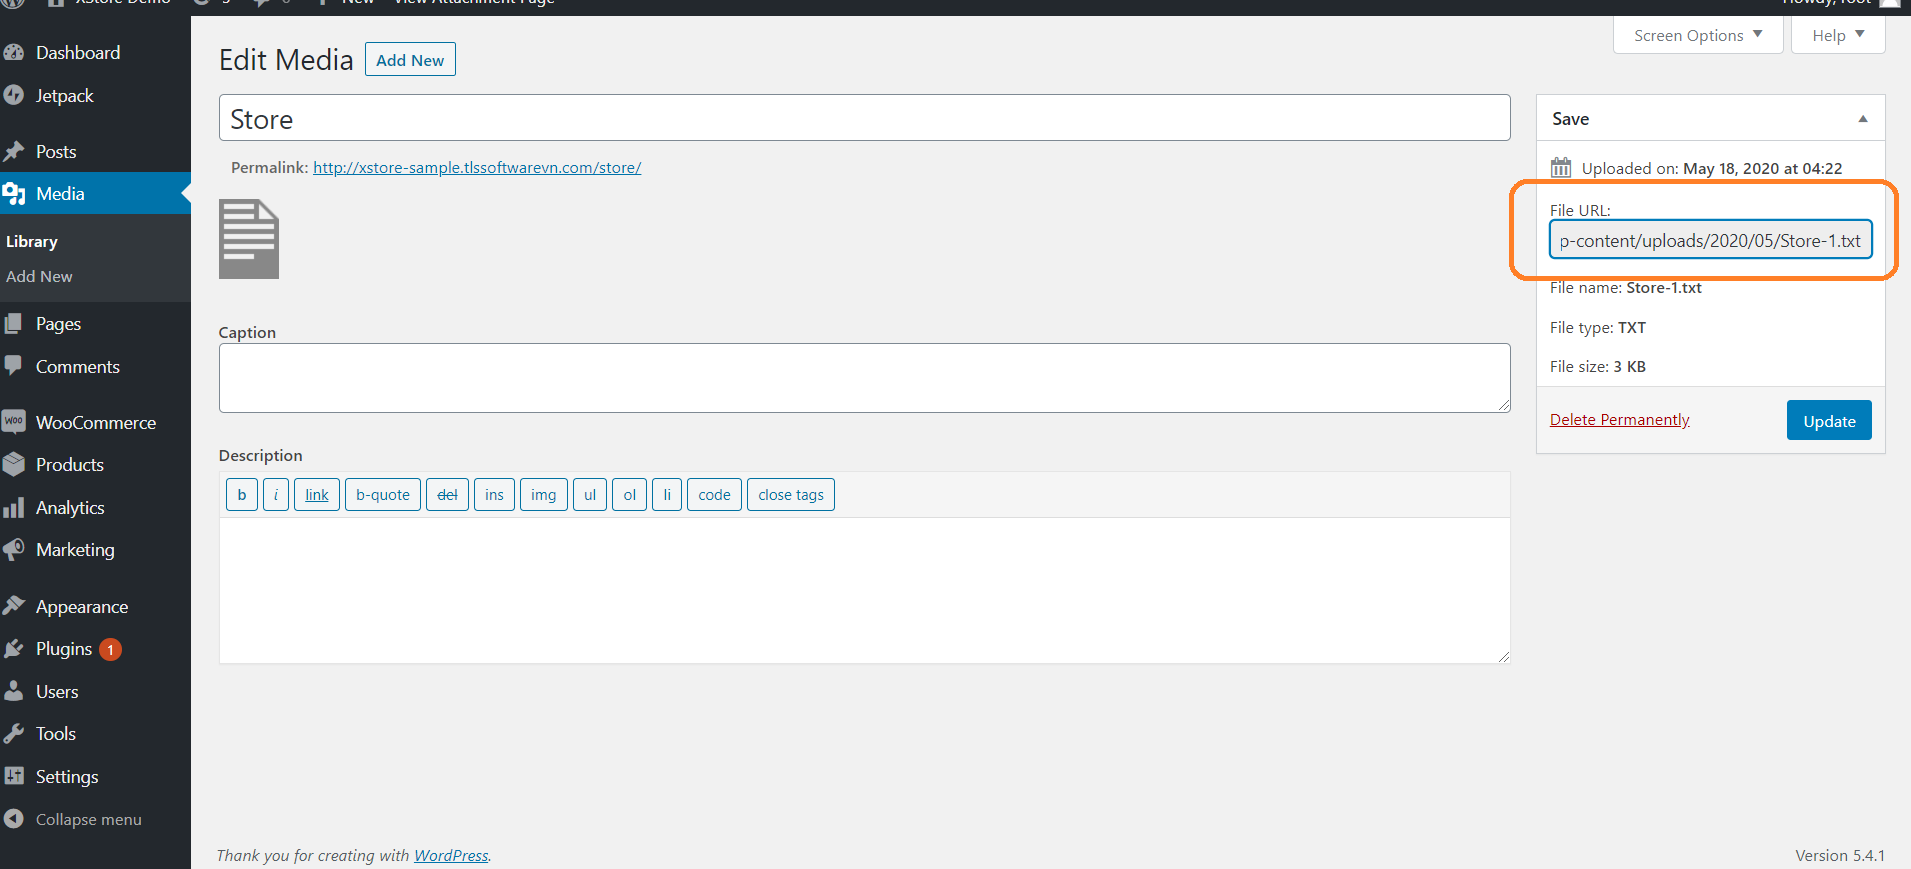 XStore Demo 5 0 New View Attachment Page Howdy, root
Dashboard
Jetpack
Posts
Media
Library
Add New
Pages
Comments
WooCommerce
Products
Analytics
Marketing
Appearance
Plugins 1
Users
Tools
Settings
Collapse menu
Screen Options Help
Edit Media Add New
Store
Permalink: http://xstore-sample.tlssoftwarevn.com/store/
Caption
Description
b i link b-quote del ins img ul ol li code close tags
Save
Uploaded on: May 18, 2020 at 04:22
File URL:
p-content/uploads/2020/05/Store-1.txt
File name: Store-1.txt
File type: TXT
File size: 3 KB
Delete Permanently Update
Thank you for creating with WordPress.
Version 5.4.1